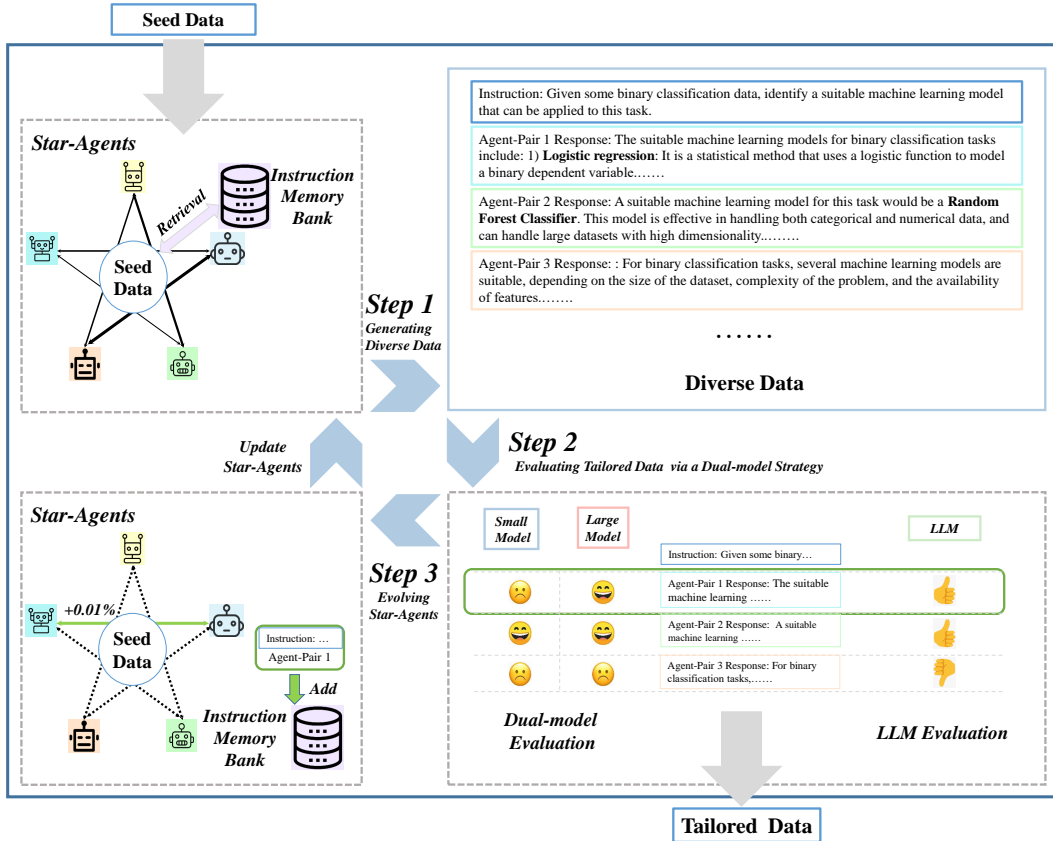 Seed Data
Star-Agents
Instruction
Memory
Bank
Retrieval
Seed
Data
Step 1
Generating
Diverse Data
Instruction: Given some binary classification data, identify a suitable machine learning model
that can be applied to this task.
Agent-Pair 1 Response: The suitable machine learning models for binary classification tasks
include: 1) Logistic regression: It is a statistical method that uses a logistic function to model
a binary dependent variable.……
Agent-Pair 2 Response: A suitable machine learning model for this task would be a Random
Forest Classifier. This model is effective in handling both categorical and numerical data, and
can handle large datasets with high dimensionality...……
Agent-Pair 3 Response: : For binary classification tasks, several machine learning models are
suitable, depending on the size of the dataset, complexity of the problem, and the availability
of features...……
······
Diverse Data
Update
Star-Agents
Step 2
Evaluating Tailored Data via a Dual-model Strategy
Star-Agents
+0.01%
Seed
Data
Instruction: …
Agent-Pair 1
Add
Instruction
Memory
Bank
Step 3
Evolving
Star-Agents
Small
Model
Large
Model
LLM
Instruction: Given some binary…
Agent-Pair 1 Response: The suitable
machine learning ……
Agent-Pair 2 Response: A suitable
machine learning ……
Agent-Pair 3 Response: For binary
classification tasks,……
Dual-model
Evaluation
LLM Evaluation
Tailored Data